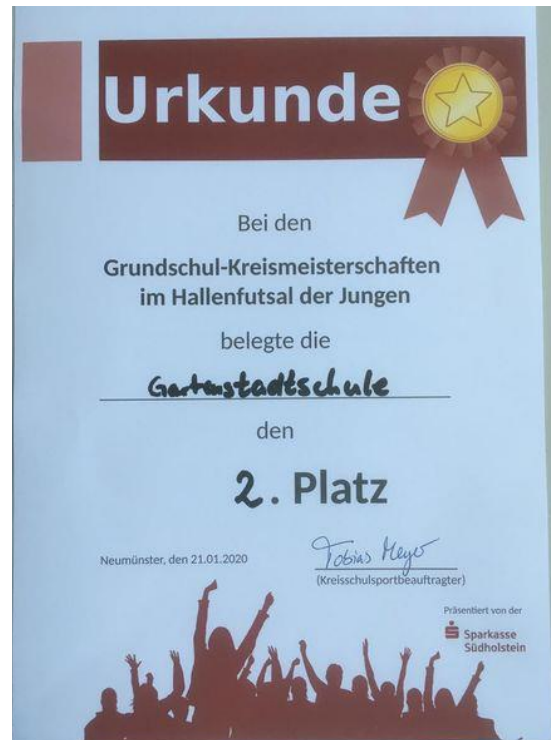 Urkunde
Bei den
Grundschul-Kreismeisterschaften
im Hallenfutsal der Jungen
belegte die
Gartenstadtschule
den
2. Platz
Neumünster, den 21.01.2020
Tobias Meyer
(Kreisschulsportbeauftragter)
Präsentiert von der
Sparkasse
Südholstein